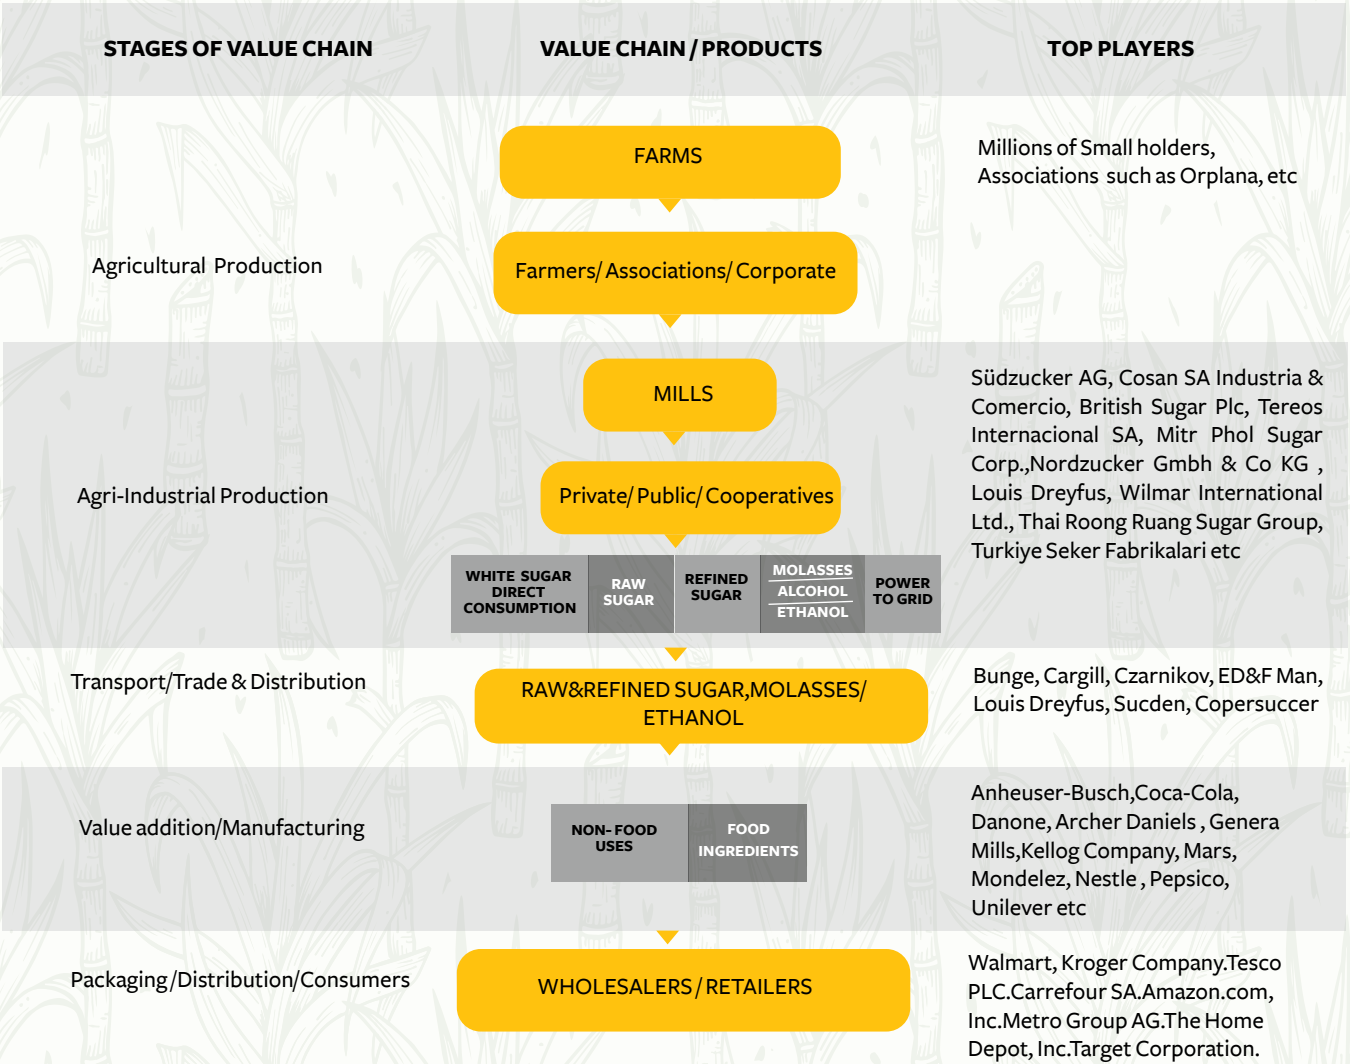 STAGES OF VALUE CHAIN
VALUE CHAIN / PRODUCTS
TOP PLAYERS
FARMS
Millions of Small holders,
Associations such as Orplana, etc
Agricultural Production
Farmers/ Associations/ Corporate
MILLS
Private/ Public/ Cooperatives
Agri-Industrial Production
Südzucker AG, Cosan SA Industria &
Comercio, British Sugar Plc, Tereos
Internacional SA, Mitr Phol Sugar
Corp.,Nordzucker Gmbh & Co KG ,
Louis Dreyfus, Wilmar International
Ltd., Thai Roong Ruang Sugar Group,
Turkiye Seker Fabrikalari etc
WHITE SUGAR
DIRECT
CONSUMPTION
RAW
SUGAR
REFINED
SUGAR
MOLASSES
ALCOHOL
ETHANOL
POWER
TO GRID
Transport/Trade & Distribution
RAW&REFINED SUGAR,MOLASSES/
ETHANOL
Bunge, Cargill, Czarnikov, ED&F Man,
Louis Dreyfus, Sucden, Copersuccer
Value addition/Manufacturing
NON- FOOD
USES
FOOD
INGREDIENTS
Anheuser-Busch,Coca-Cola,
Danone, Archer Daniels , Genera
Mills,Kellog Company, Mars,
Mondelez, Nestle , Pepsico,
Unilever etc
Packaging/Distribution/Consumers
WHOLESALERS / RETAILERS
Walmart, Kroger Company.Tesco
PLC.Carrefour SA.Amazon.com,
Inc.Metro Group AG.The Home
Depot, Inc.Target Corporation.